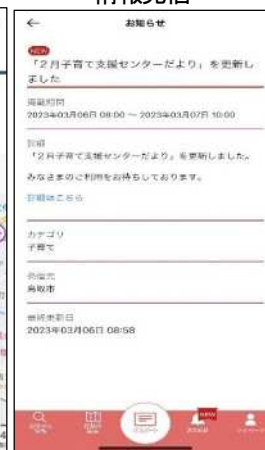 お知らせ
NEW
「2月子育て支援センターだより」を更新し
ました
掲載期間
2023年03月06日 08:00 ～ 2023年03月07日 10:00
詳細
「2月子育て支援センターだより」を更新しました。
みなさまのご利用をお待ちしております。
詳細はこちら
カテゴリ
子育て
発信元
鳥取市
最終更新日
2023年03月06日 08:58
NEW